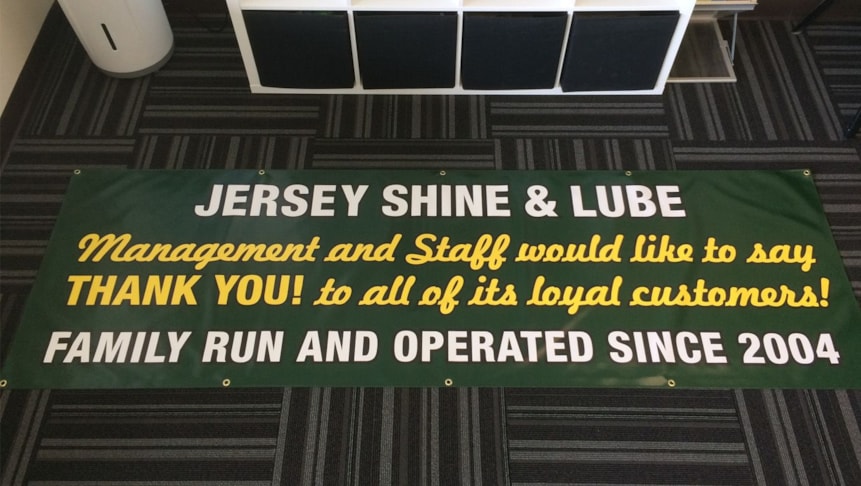 JERSEY SHINE & LUBE
Management and Staff would like to say
THANK YOU! to all of its loyal customers!
FAMILY RUN AND OPERATED SINCE 2004